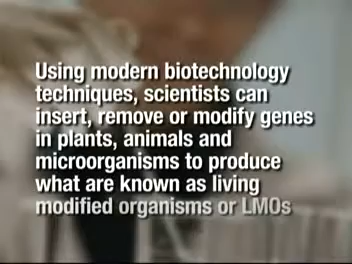 Using modern biotechnology
techniques, scientists can
insert, remove or modify genes
in plants, animals and
microorganisms to produce
what are known as living
modified organisms or LMOs